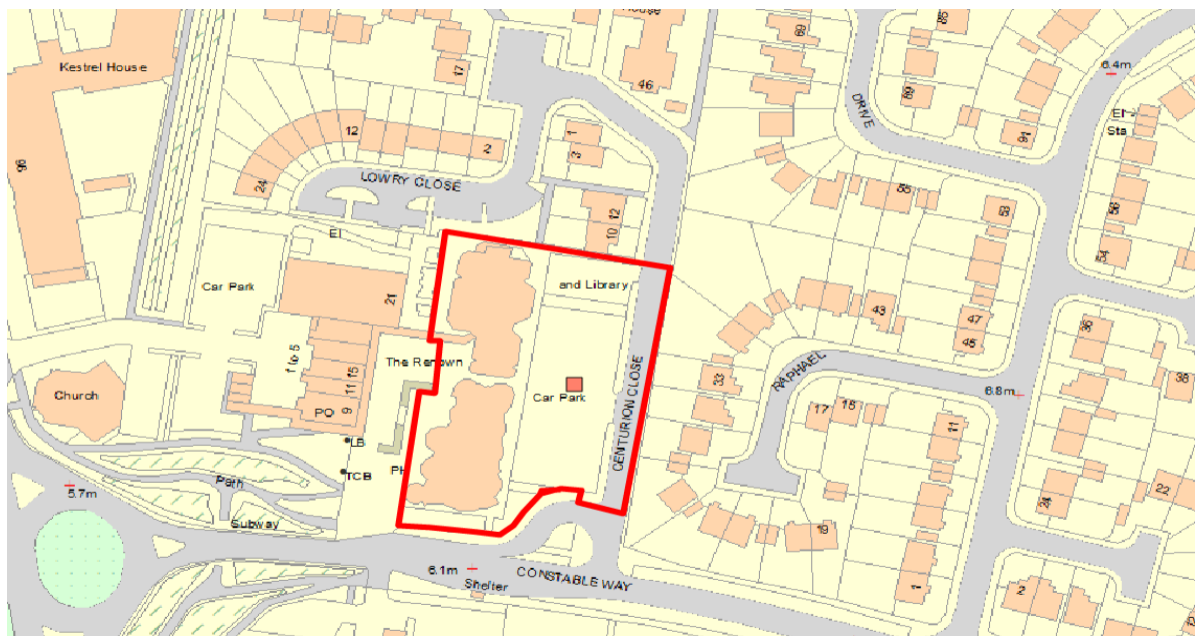 House
85
69
Kestrel House
17
46
6.4m
89
DRIVE
El
Sta
91
12
1
2
3
96
24
LOWRY CLOSE
56
58
53
10 12
54
El
Car Park
21
and Library
43
47
45
36
1 to 5
The Renown
RAPHAEL
Church
15
11
33
CENTURION CLOSE
6.8m
38
PO
9
Car Park
17
15
11
LB
PH
TCB
5.7m
Path
Subway
22
24
19
6.1m
Shelter
CONSTABLE WAY
1
2